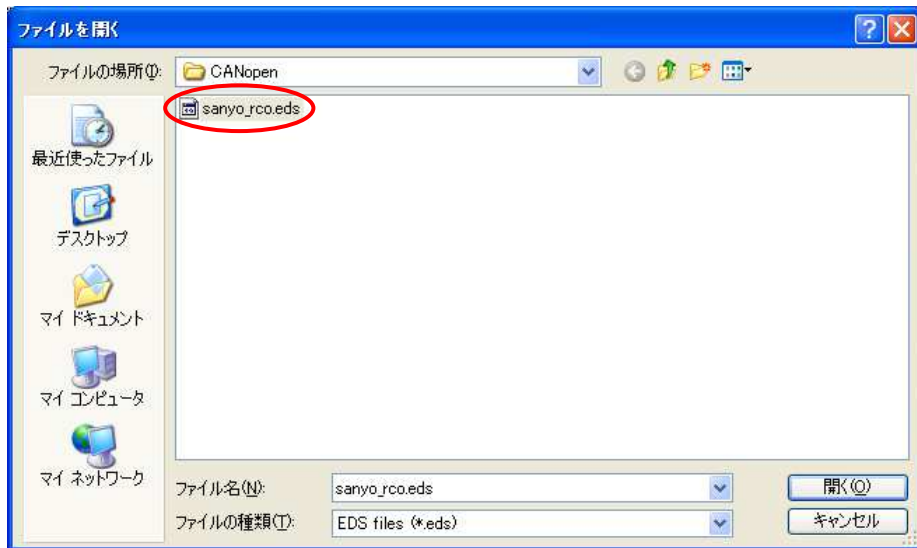 ファイルを開く
ファイルの場所(I):
CANopen
sanyo_rco.eds
最近使ったファイル
デスクトップ
マイ ドキュメント
マイ コンピュータ
マイ ネットワーク
ファイル名(N):
sanyo_rco.eds
開く(O)
ファイルの種類(T):
EDS files (*.eds)
キャンセル